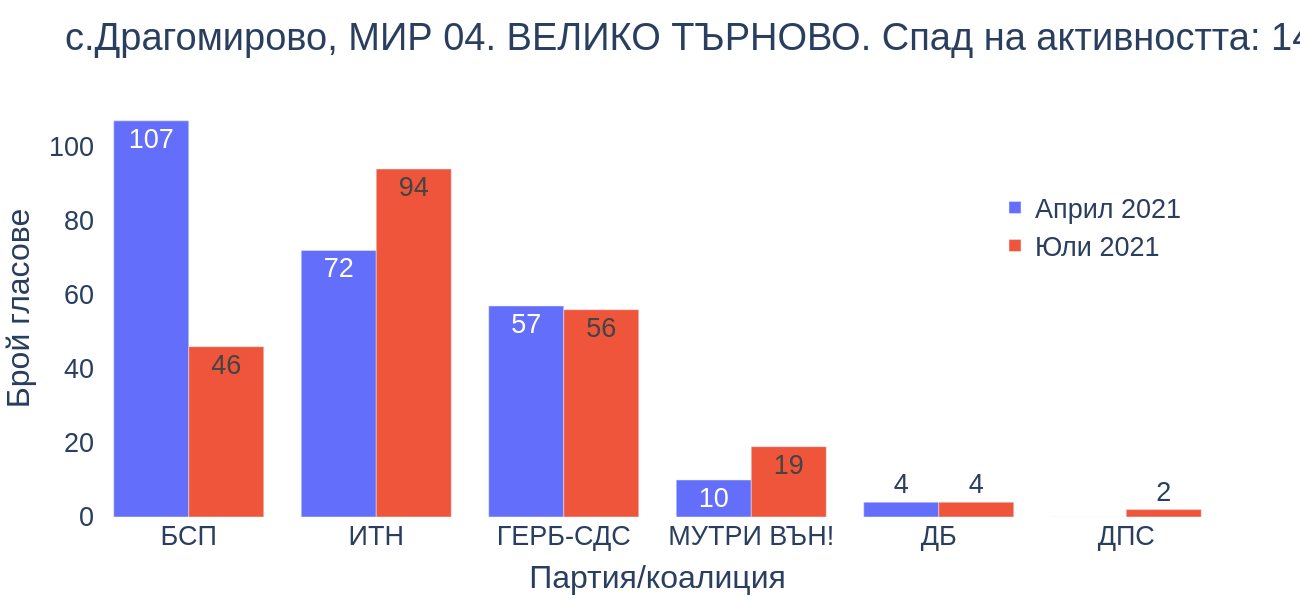 с.Драгомирово, МИР 04. ВЕЛИКО ТЪРНОВО. Спад на активността: 14
Брой гласове
100
80
60
40
20
0
107
46
72
94
57
56
10
19
4
4
2
Април 2021
Юли 2021
БСП
ИТН
ГЕРБ-СДС
МУТРИ ВЪН!
ДБ
ДПС
Партия/коалиция